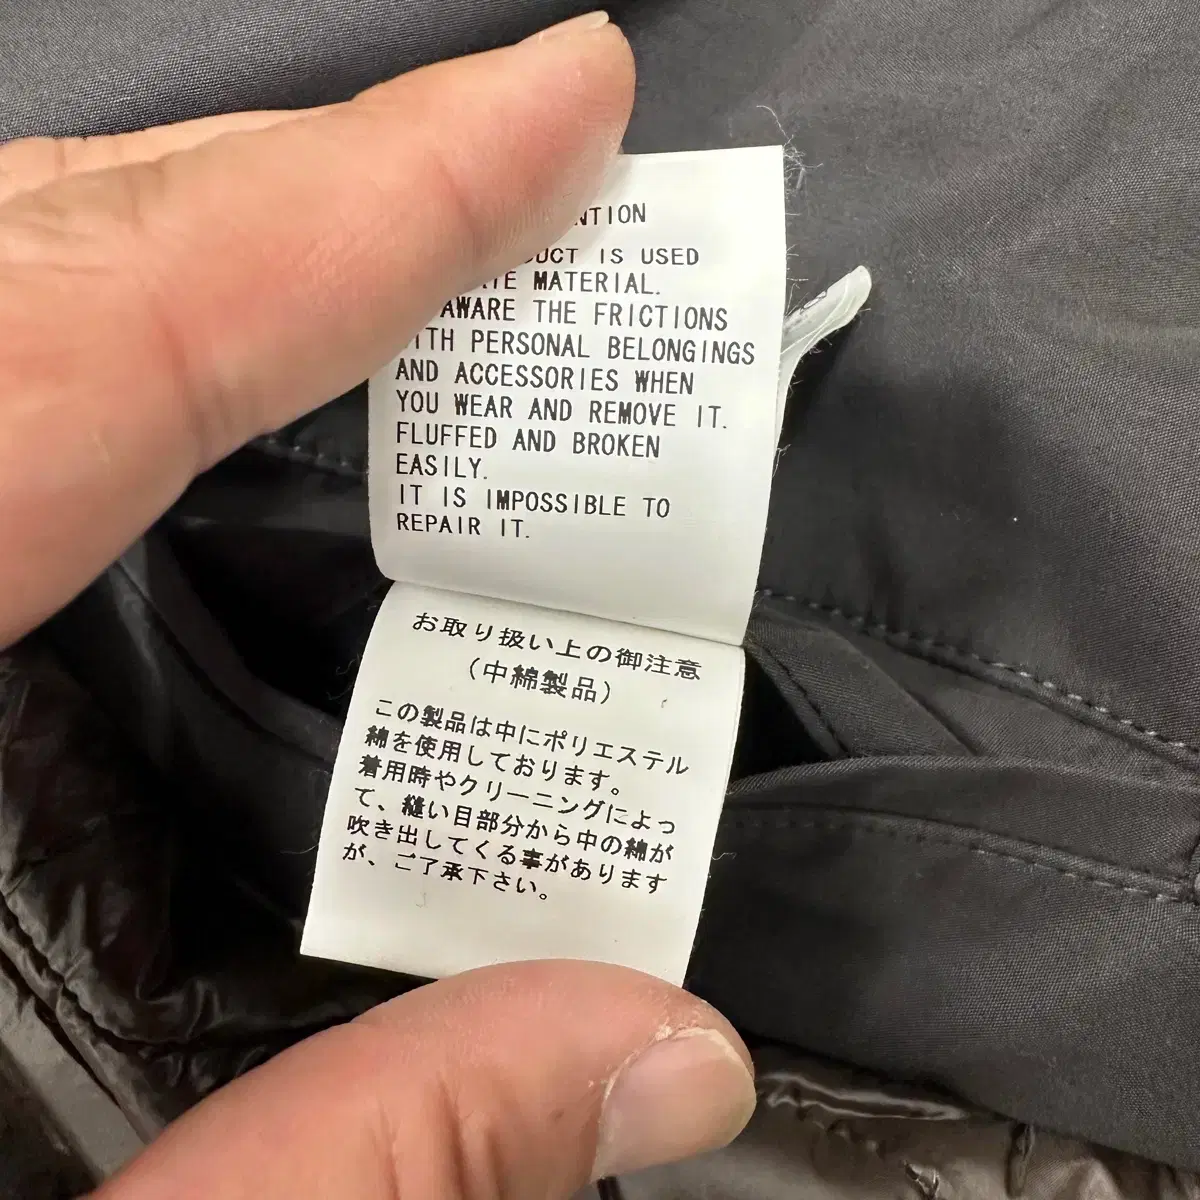 IS USED
MATERIAL.
AWARE THE FRICTIONS
PERSONAL BELONGINGS
AND ACCESSORIES WHEN
YOU WEAR AND REMOVE IT.
FLUFFED AND BROKEN
EASILY.
IT IS IMPOSSIBLE TO
REPAIR IT.
お取り扱い上の御注意
(中綿製品)
この製品は中にポリエステル
綿を使用しております。
着用時やクリーニングによっ
て、縫い目部分から中の綿が
吹き出してくる事があります
が、ご了承下さい。